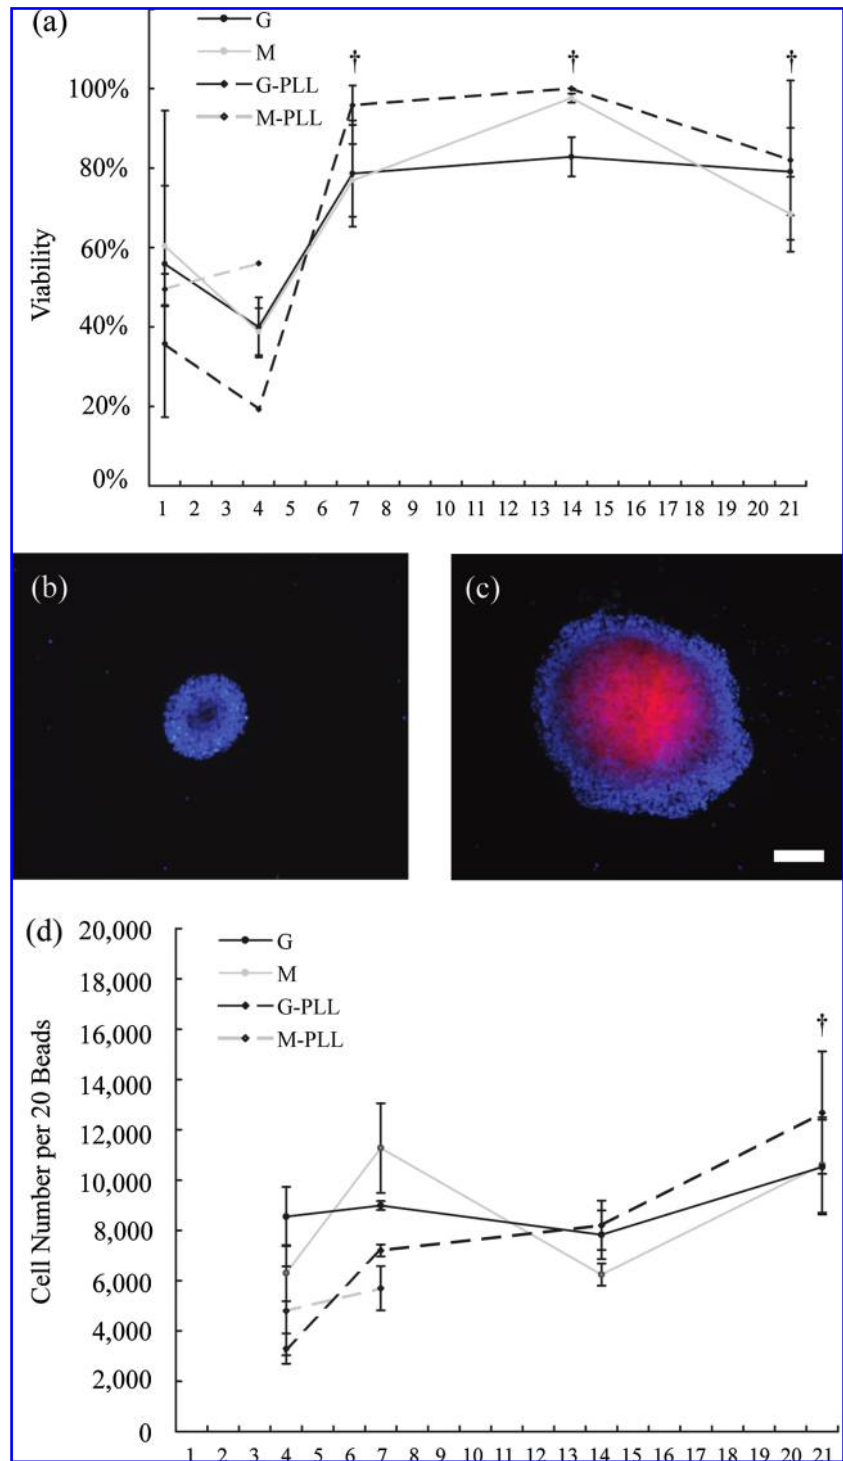 (a)
G
M
G-PLL
M-PLL
† † †
100%
80%
60%
40%
20%
0%
Viability
1 2 3 4 5 6 7 8 9 10 11 12 13 14 15 16 17 18 19 20 21
(b)
(c)
(d)
G
M
G-PLL
M-PLL
†
20,000
18,000
16,000
14,000
12,000
10,000
8,000
6,000
4,000
2,000
0
Cell Number per 20 Beads
1 2 3 4 5 6 7 8 9 10 11 12 13 14 15 16 17 18 19 20 21